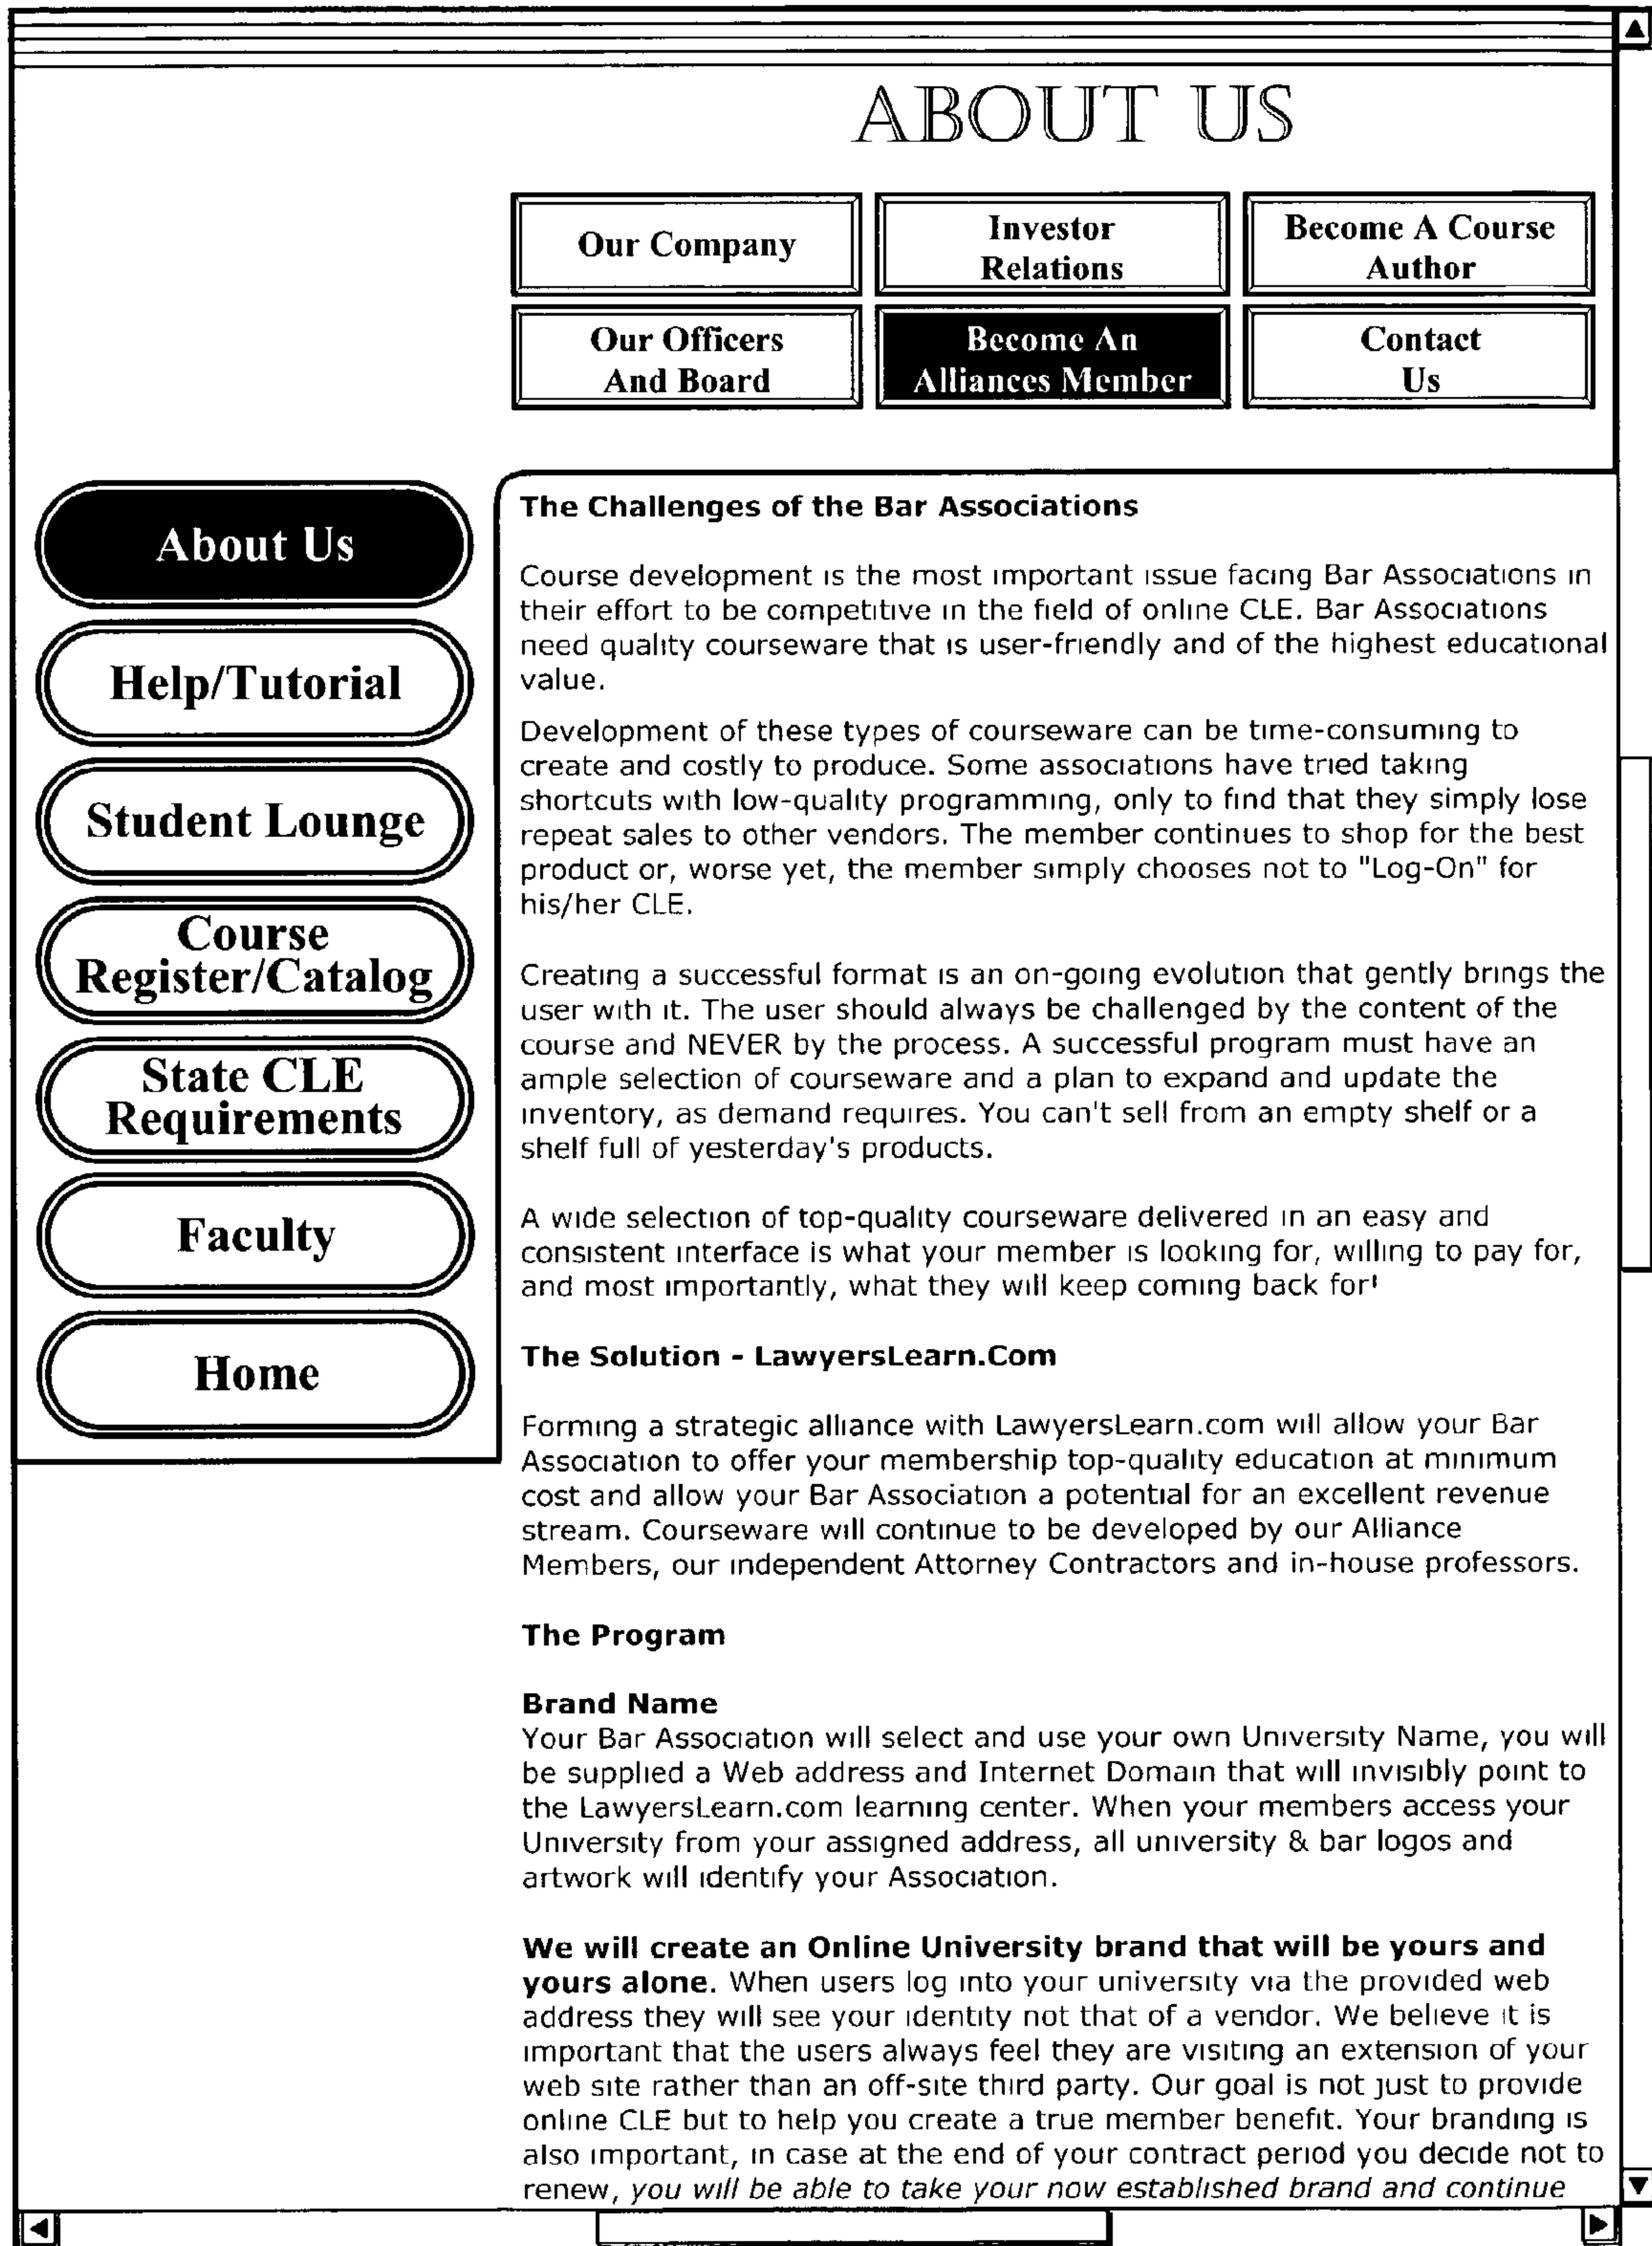 ABOUT US
Our Company
Investor
Relations
Become A Course
Author
Our Officers
And Board
Become An
Alliances Member
Contact
Us
About Us
Help/Tutorial
Student Lounge
Course
Register/Catalog
State CLE
Requirements
Faculty
Home
The Challenges of the Bar Associations
Course development is the most important issue facing Bar Associations in
their effort to be competitive in the field of online CLE. Bar Associations
need quality courseware that is user-friendly and of the highest educational
value.
Development of these types of courseware can be time-consuming to
create and costly to produce. Some associations have tried taking
shortcuts with low-quality programming, only to find that they simply lose
repeat sales to other vendors. The member continues to shop for the best
product or, worse yet, the member simply chooses not to "Log-On" for
his/her CLE.
Creating a successful format is an on-going evolution that gently brings the
user with it. The user should always be challenged by the content of the
course and NEVER by the process. A successful program must have an
ample selection of courseware and a plan to expand and update the
inventory, as demand requires. You can't sell from an empty shelf or a
shelf full of yesterday's products.
A wide selection of top-quality courseware delivered in an easy and
consistent interface is what your member is looking for, willing to pay for,
and most importantly, what they will keep coming back for!
The Solution - LawyersLearn.Com
Forming a strategic alliance with LawyersLearn.com will allow your Bar
Association to offer your membership top-quality education at minimum
cost and allow your Bar Association a potential for an excellent revenue
stream. Courseware will continue to be developed by our Alliance
Members, our independent Attorney Contractors and in-house professors.
The Program
Brand Name
Your Bar Association will select and use your own University Name, you will
be supplied a Web address and Internet Domain that will invisibly point to
the LawyersLearn.com learning center. When your members access your
University from your assigned address, all university & bar logos and
artwork will identify your Association.
We will create an Online University brand that will be yours and
yours alone. When users log into your university via the provided web
address they will see your identity not that of a vendor. We believe it is
important that the users always feel they are visiting an extension of your
web site rather than an off-site third party. Our goal is not just to provide
online CLE but to help you create a true member benefit. Your branding is
also important, in case at the end of your contract period you decide not to
renew, you will be able to take your now established brand and continue